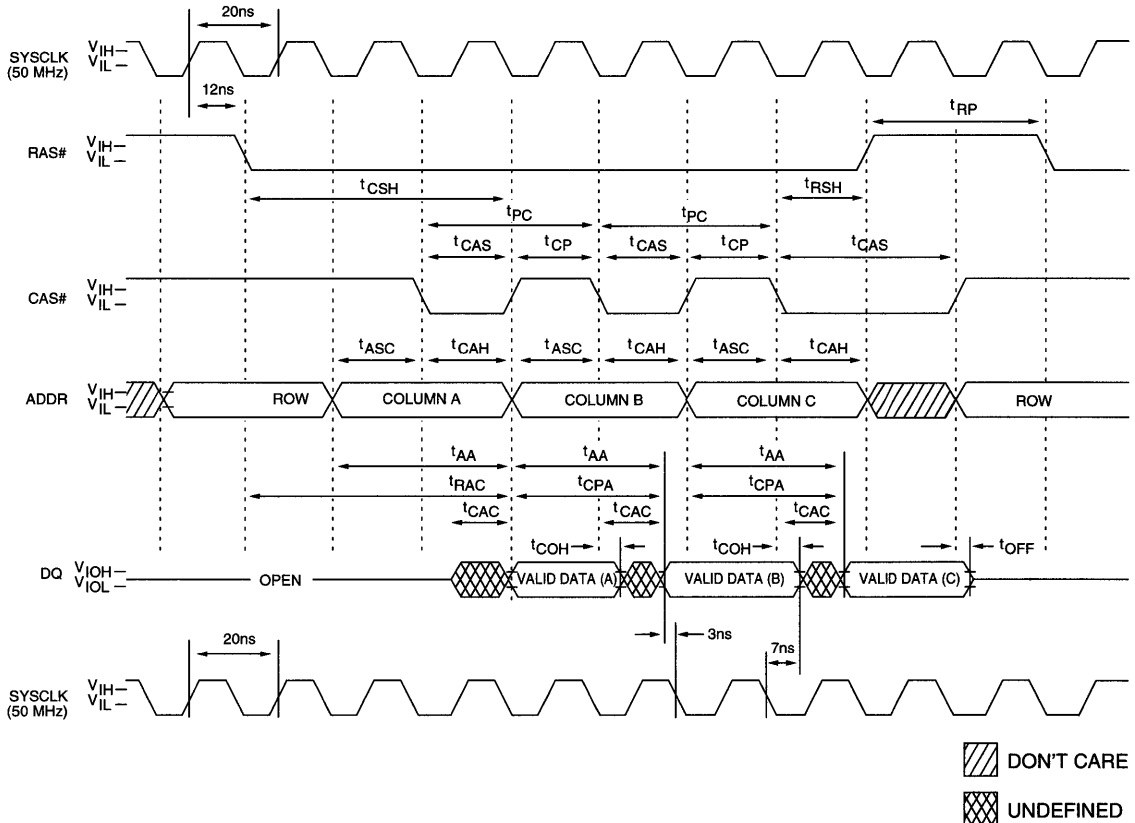 20ns
SYSCLK
(50 MHz)
VIH
VIL
12ns
tRP
RAS#
VIH
VIL
tCSH
tRSH
tPC
tPC
tCAS
tCP
tCAS
tCP
tCAS
CAS#
VIH
VIL
tASC
tCAH
tASC
tCAH
tASC
tCAH
ADDR
VIH
VIL
ROW
COLUMN A
COLUMN B
COLUMN C
ROW
tAA
tAA
tAA
tRAC
tCPA
tCPA
tCAC
tCAC
tCAC
tCOH
tCOH
tOFF
DQ
VIOH
VIOL
OPEN
VALID DATA (A)
VALID DATA (B)
VALID DATA (C)
20ns
3ns
7ns
SYSCLK
(50 MHz)
VIH
VIL
DON'T CARE
UNDEFINED